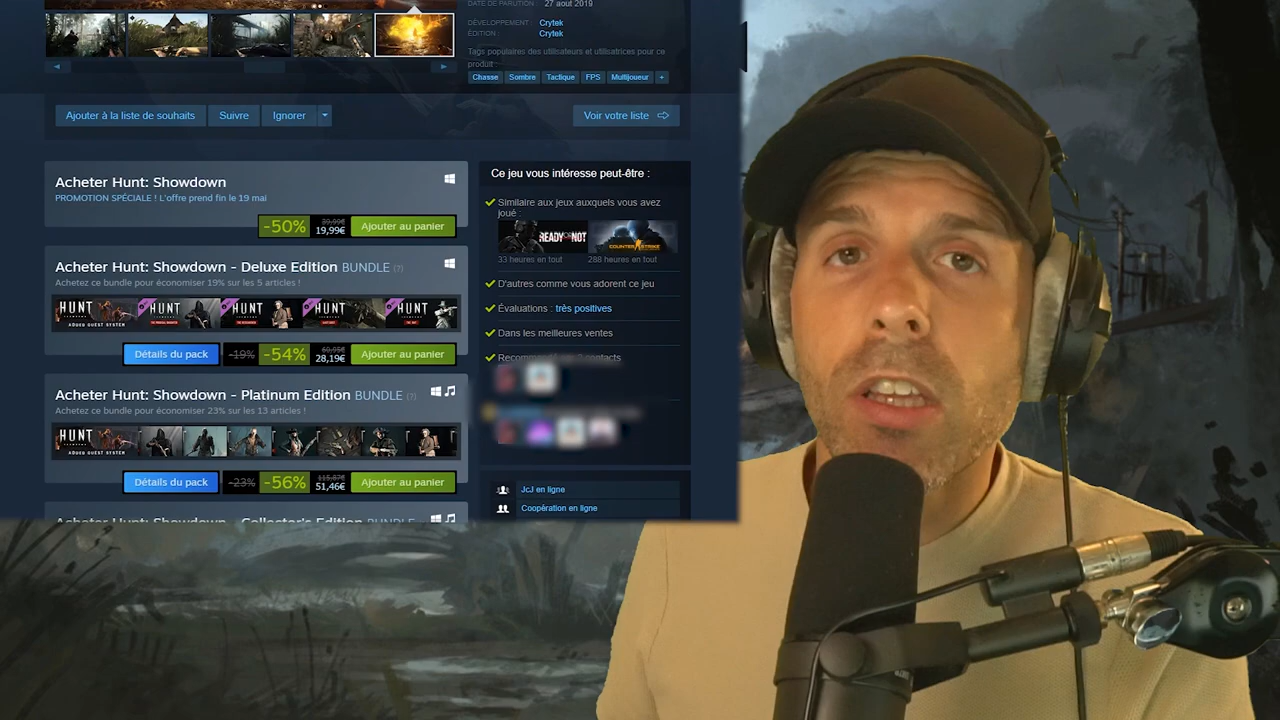 DATE DE PARUTION : 27 août 2019
DÉVELOPPEMENT : Crytek
ÉDITION : Crytek
Tags populaires des utilisateurs et utilisatrices pour ce
produit
Chasse Sombre Tactique FPS Multijoueur +
Ajouter à la liste de souhaits Suivre Ignorer Voir votre liste
Acheter Hunt: Showdown
PROMOTION SPÉCIALE ! L'offre prend fin le 19 mai
-50% 39,99€ 19,99€ Ajouter au panier
Acheter Hunt: Showdown - Deluxe Edition BUNDLE (?)
Achetez ce bundle pour économiser 19% sur les 5 articles !
HUNT HUNT HUNT HUNT HUNT
Détails du pack -19% -54% 60,95€ 28,19€ Ajouter au panier
Acheter Hunt: Showdown - Platinum Edition BUNDLE (?)
Achetez ce bundle pour économiser 23% sur les 13 articles !
HUNT
Détails du pack -23% -56% 115,87€ 51,46€ Ajouter au panier
Acheter Hunt: Showdown - Collector's Edition BUNDLE
Ce jeu vous intéresse peut-être :
Similaire aux jeux auxquels vous avez
joué :
READY OR NOT COUNTER STRIKE
33 heures en tout 288 heures en tout
D'autres comme vous adorent ce jeu
Évaluations : très positives
Dans les meilleures ventes
JcJ en ligne
Coopération en ligne